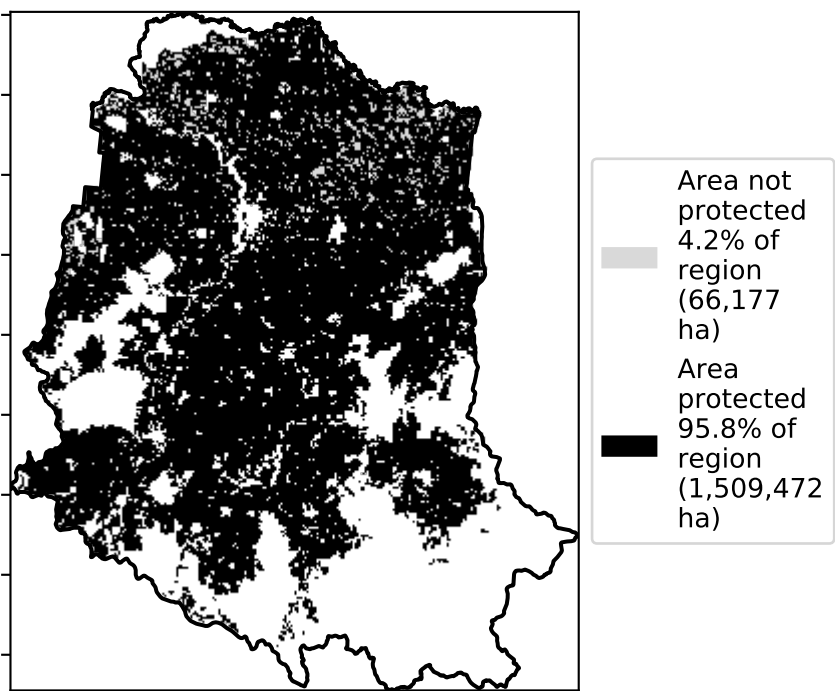 Area not
protected
4.2% of
region
(66,177
ha)
Area
protected
95.8% of
region
(1,509,472
ha)